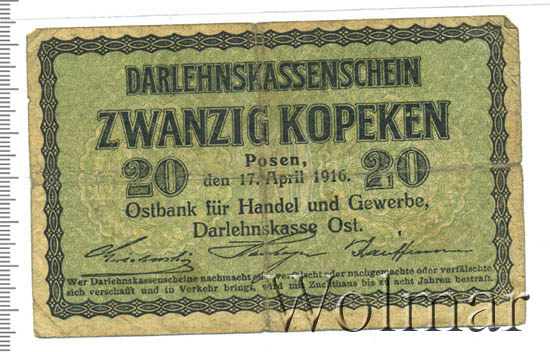 DARLEHNSKASSENSCHEIN
ZWANZIG KOPEKEN
Posen,
20 den 17. April 1916. 20
Ostbank für Handel und Gewerbe,
Darlehnskasse Ost.
Wer Darlehnskassenscheine nachmacht oder verfälscht oder nachgemachte oder verfälschte
sich verschafft und in Verkehr bringt, wird mit Zuchthaus bis zu acht Jahren bestraft.
Wolmar